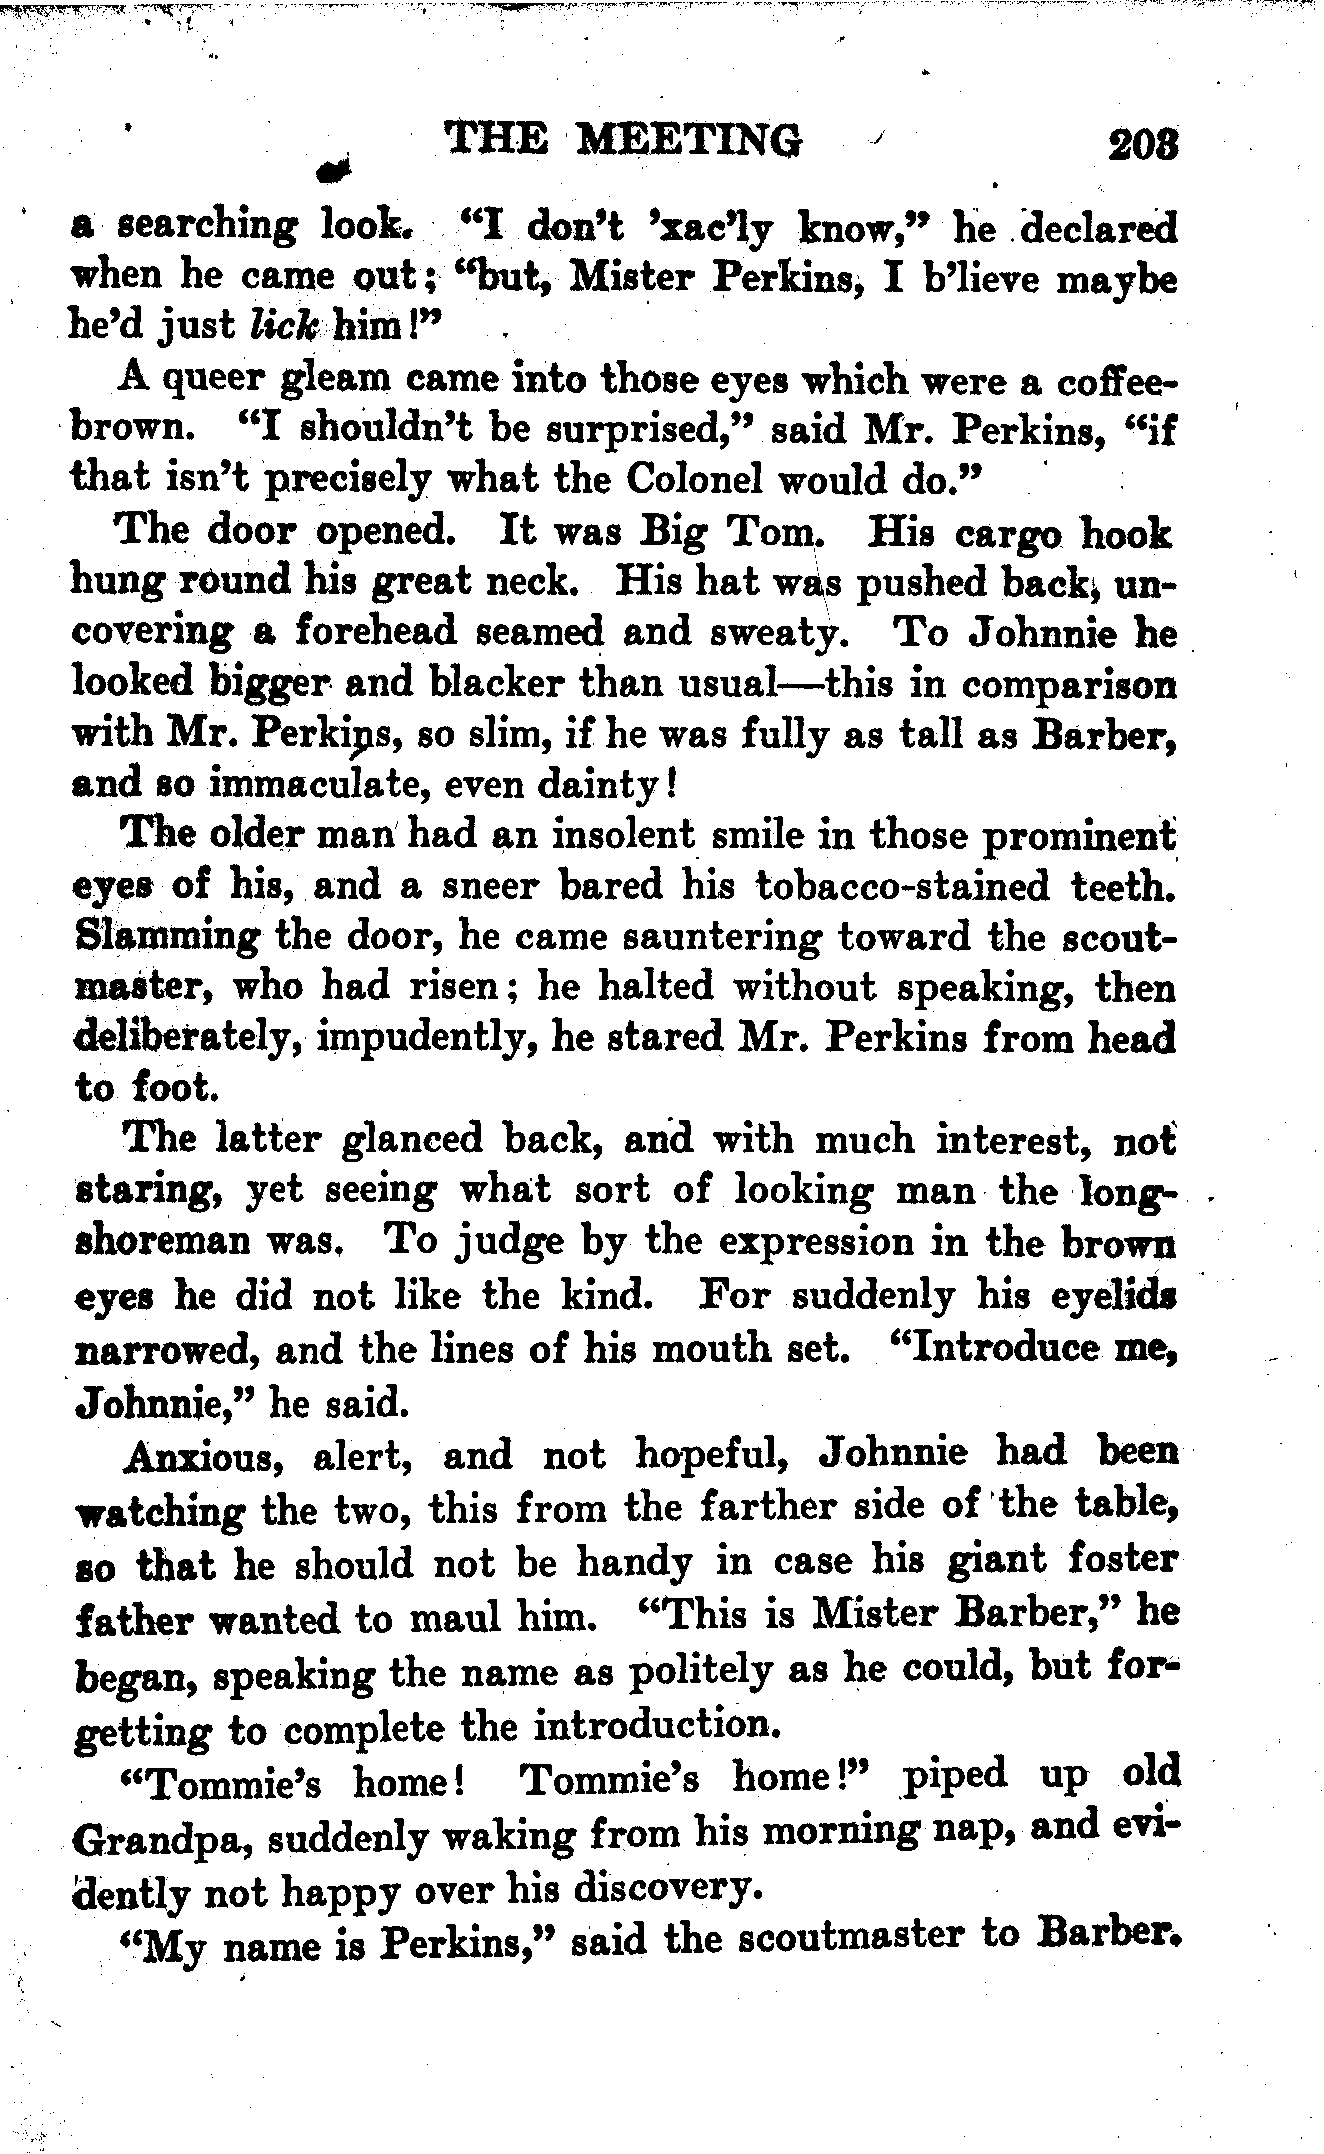 THE MEETING 203
a searching look. "I don't 'xac'ly know," he declared
when he came out; "but, Mister Perkins, I b'lieve maybe
he'd just lick him!"
A queer gleam came into those eyes which were a coffee-
brown. "I shouldn't be surprised," said Mr. Perkins, "if
that isn't precisely what the Colonel would do."
The door opened. It was Big Tom. His cargo hook
hung round his great neck. His hat was pushed back, un-
covering a forehead seamed and sweaty. To Johnnie he
looked bigger and blacker than usual—this in comparison
with Mr. Perkins, so slim, if he was fully as tall as Barber,
and so immaculate, even dainty!
The older man had an insolent smile in those prominent
eyes of his, and a sneer bared his tobacco-stained teeth.
Slamming the door, he came sauntering toward the scout-
master, who had risen; he halted without speaking, then
deliberately, impudently, he stared Mr. Perkins from head
to foot.
The latter glanced back, and with much interest, not
staring, yet seeing what sort of looking man the long-
shoreman was. To judge by the expression in the brown
eyes he did not like the kind. For suddenly his eyelids
narrowed, and the lines of his mouth set. "Introduce me,
Johnnie," he said.
Anxious, alert, and not hopeful, Johnnie had been
watching the two, this from the farther side of the table,
so that he should not be handy in case his giant foster
father wanted to maul him. "This is Mister Barber," he
began, speaking the name as politely as he could, but for-
getting to complete the introduction.
"Tommie's home! Tommie's home!" piped up old
Grandpa, suddenly waking from his morning nap, and evi-
dently not happy over his discovery.
"My name is Perkins," said the scoutmaster to Barber.